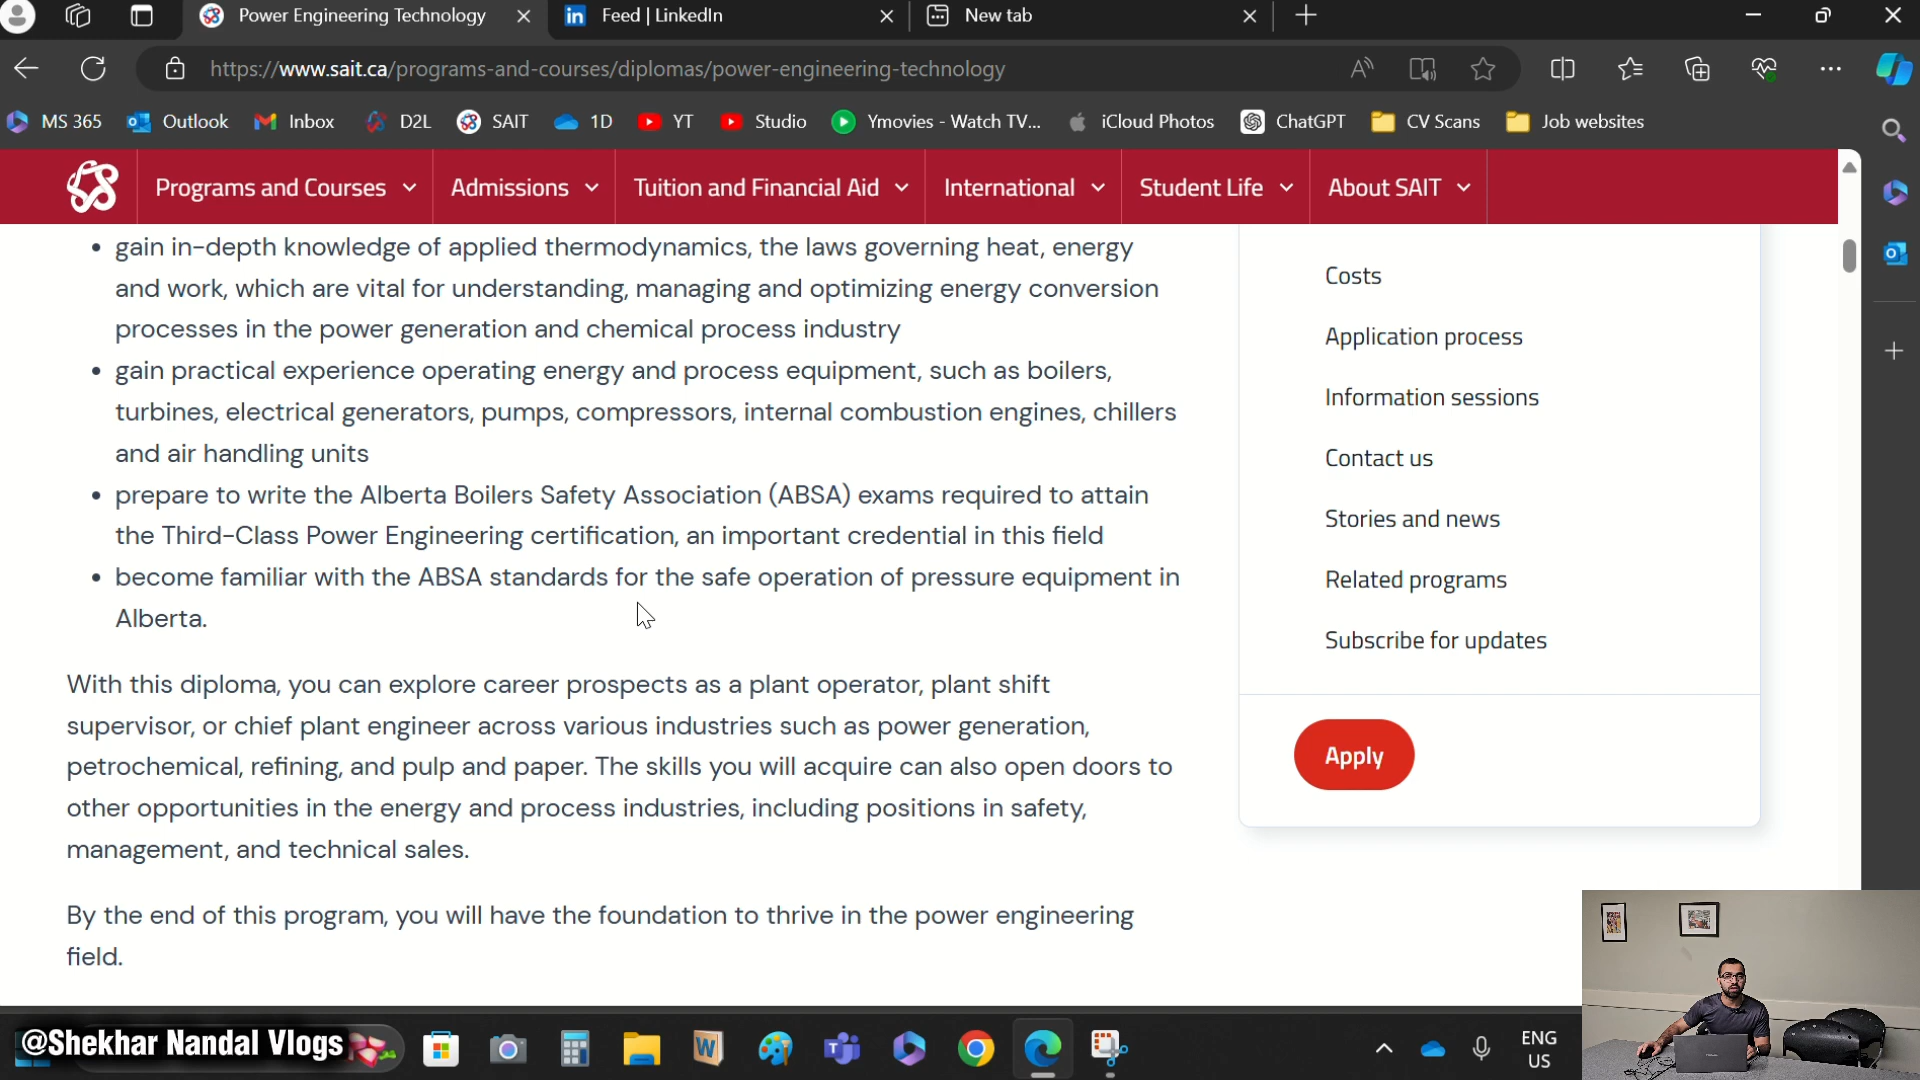 Power Engineering Technology
Feed | LinkedIn
New tab
https://www.sait.ca/programs-and-courses/diplomas/power-engineering-technology
MS 365
Outlook
Inbox
D2L
SAIT
1D
YT
Studio
Ymovies - Watch TV...
iCloud Photos
ChatGPT
CV Scans
Job websites
Programs and Courses
Admissions
Tuition and Financial Aid
International
Student Life
About SAIT
• gain in-depth knowledge of applied thermodynamics, the laws governing heat, energy
and work, which are vital for understanding, managing and optimizing energy conversion
processes in the power generation and chemical process industry
• gain practical experience operating energy and process equipment, such as boilers,
turbines, electrical generators, pumps, compressors, internal combustion engines, chillers
and air handling units
• prepare to write the Alberta Boilers Safety Association (ABSA) exams required to attain
the Third-Class Power Engineering certification, an important credential in this field
• become familiar with the ABSA standards for the safe operation of pressure equipment in
Alberta.
With this diploma, you can explore career prospects as a plant operator, plant shift
supervisor, or chief plant engineer across various industries such as power generation,
petrochemical, refining, and pulp and paper. The skills you will acquire can also open doors to
other opportunities in the energy and process industries, including positions in safety,
management, and technical sales.
By the end of this program, you will have the foundation to thrive in the power engineering
field.
Costs
Application process
Information sessions
Contact us
Stories and news
Related programs
Subscribe for updates
Apply
@Shekhar Nandal Vlogs
ENG
US